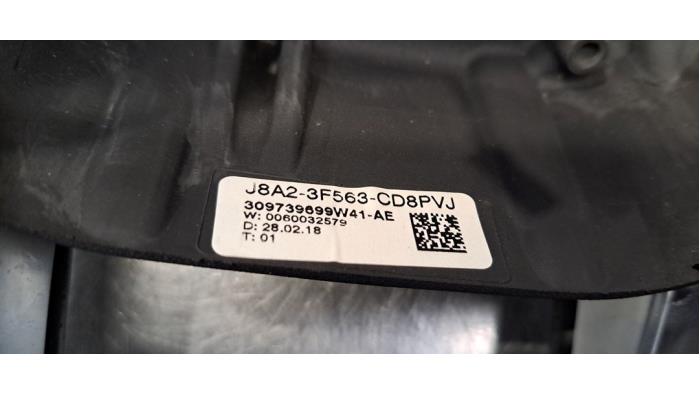 J8A2-3F563-CD8PVJ
309739699W41-AE
W: 0060032579
D: 28.02.18
T: 01